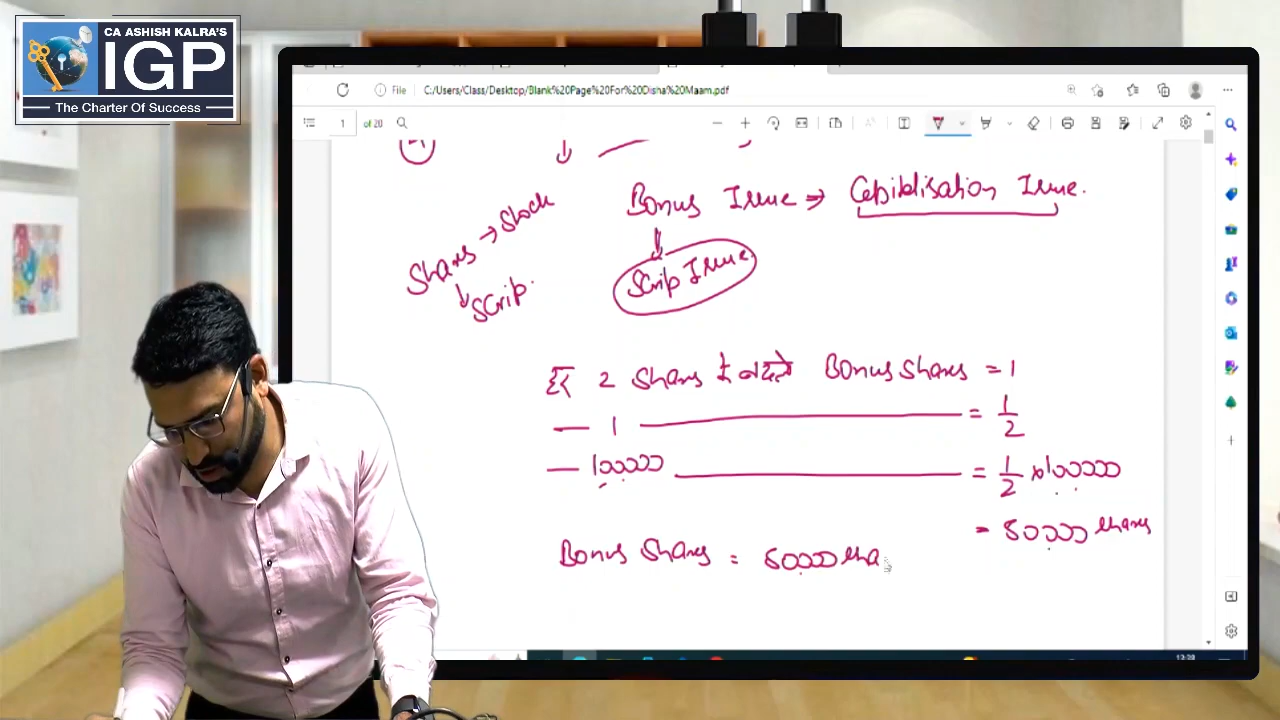 CA ASHISH KALRA'S
IGP
The Charter Of Success
File C:/Users/Class/Desktop/Blank%20Page%20For%20Disha%20Maam.pdf
1 of 20
Bonus Issue ⇒ Capitalisation Issue.
Shares → Stock
↓ Scrip.
Scrip Issue
हर 2 Shares के बदले Bonus Shares = 1
— 1 — = 1/2
— 100000 — = 1/2 × 100000
= 50000 shares
Bonus Shares = 50000 sha